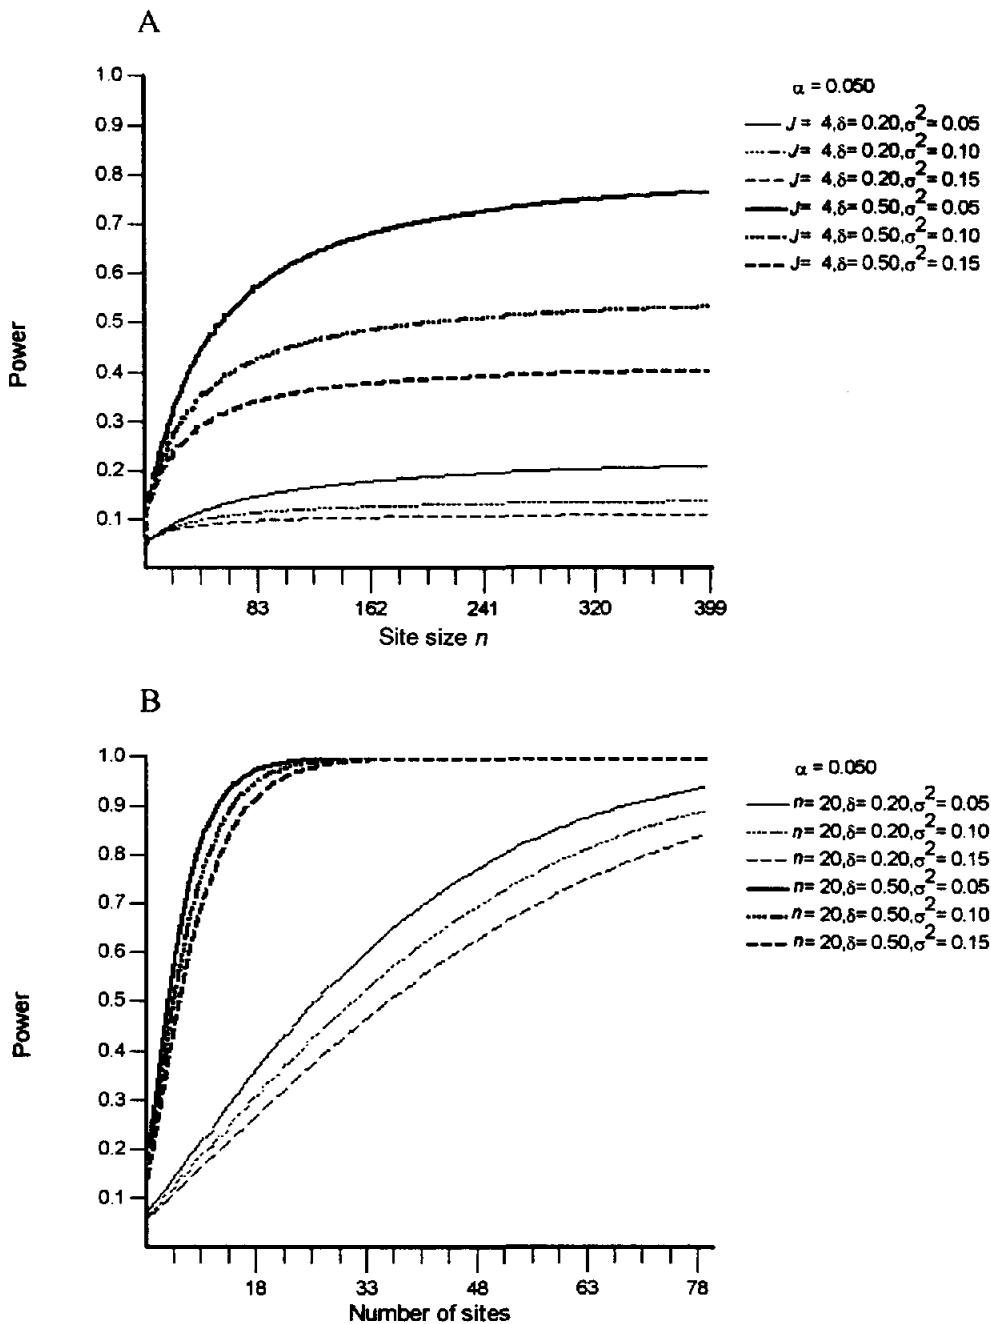 A
1.0
0.9
0.8
0.7
0.6
0.5
0.4
0.3
0.2
0.1
Power
83 162 241 320 399
Site size n
α = 0.050
J = 4,δ= 0.20,σ²= 0.05
J = 4,δ= 0.20,σ²= 0.10
J = 4,δ= 0.20,σ²= 0.15
J = 4,δ= 0.50,σ²= 0.05
J = 4,δ= 0.50,σ²= 0.10
J = 4,δ= 0.50,σ²= 0.15
B
1.0
0.9
0.8
0.7
0.6
0.5
0.4
0.3
0.2
0.1
Power
18 33 48 63 78
Number of sites
α = 0.050
n= 20,δ= 0.20,σ²= 0.05
n= 20,δ= 0.20,σ²= 0.10
n= 20,δ= 0.20,σ²= 0.15
n= 20,δ= 0.50,σ²= 0.05
n= 20,δ= 0.50,σ²= 0.10
n= 20,δ= 0.50,σ²= 0.15